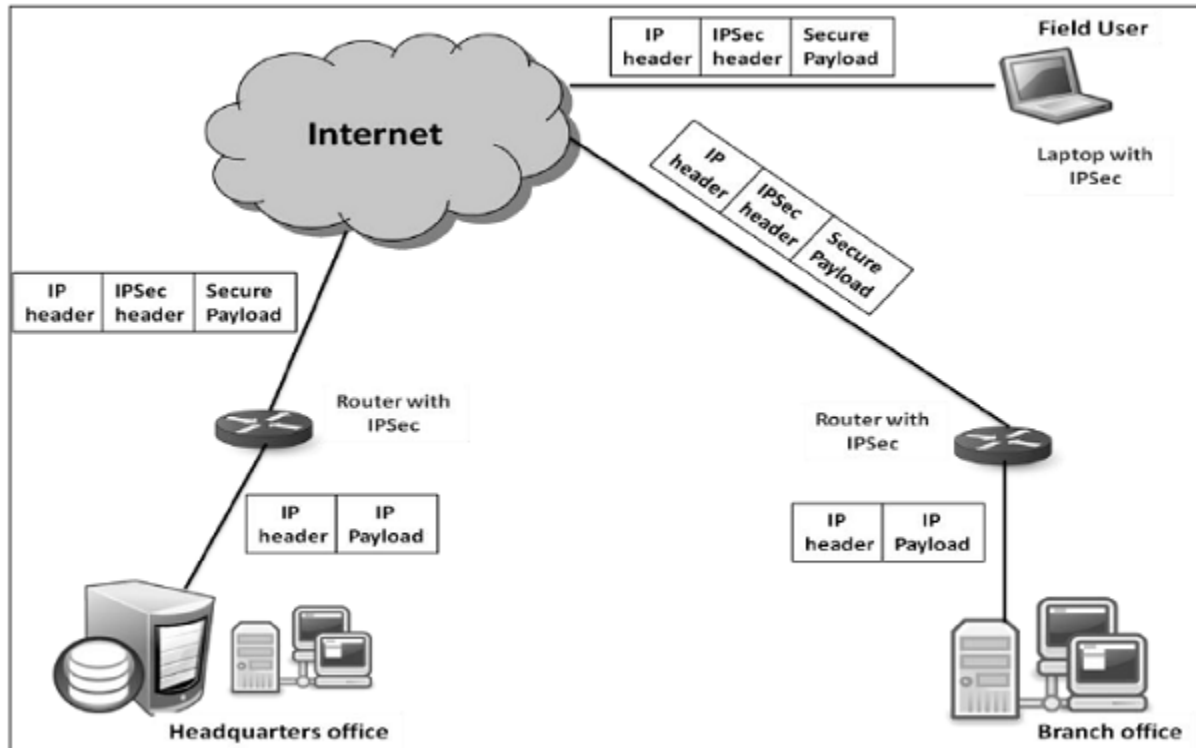 IP header
IPSec header
Secure Payload
Field User
Internet
Laptop with
IPSec
IP header
IPSec header
Secure Payload
IP header
IPSec header
Secure Payload
Router with
IPSec
Router with
IPSec
IP header
IP Payload
IP header
IP Payload
Headquarters office
Branch office